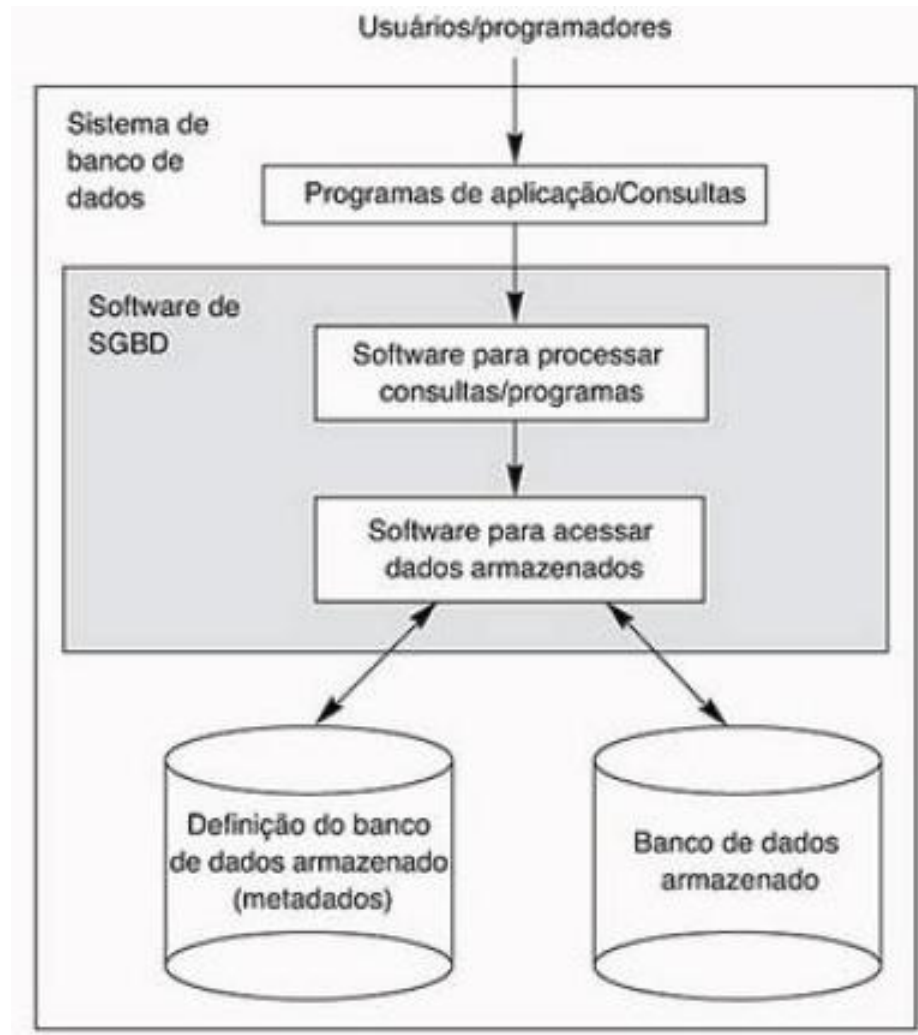 Usuários/programadores
Sistema de
banco de
dados
Programas de aplicação/Consultas
Software de
SGBD
Software para processar
consultas/programas
Software para acessar
dados armazenados
Definição do banco
de dados armazenado
(metadados)
Banco de dados
armazenado